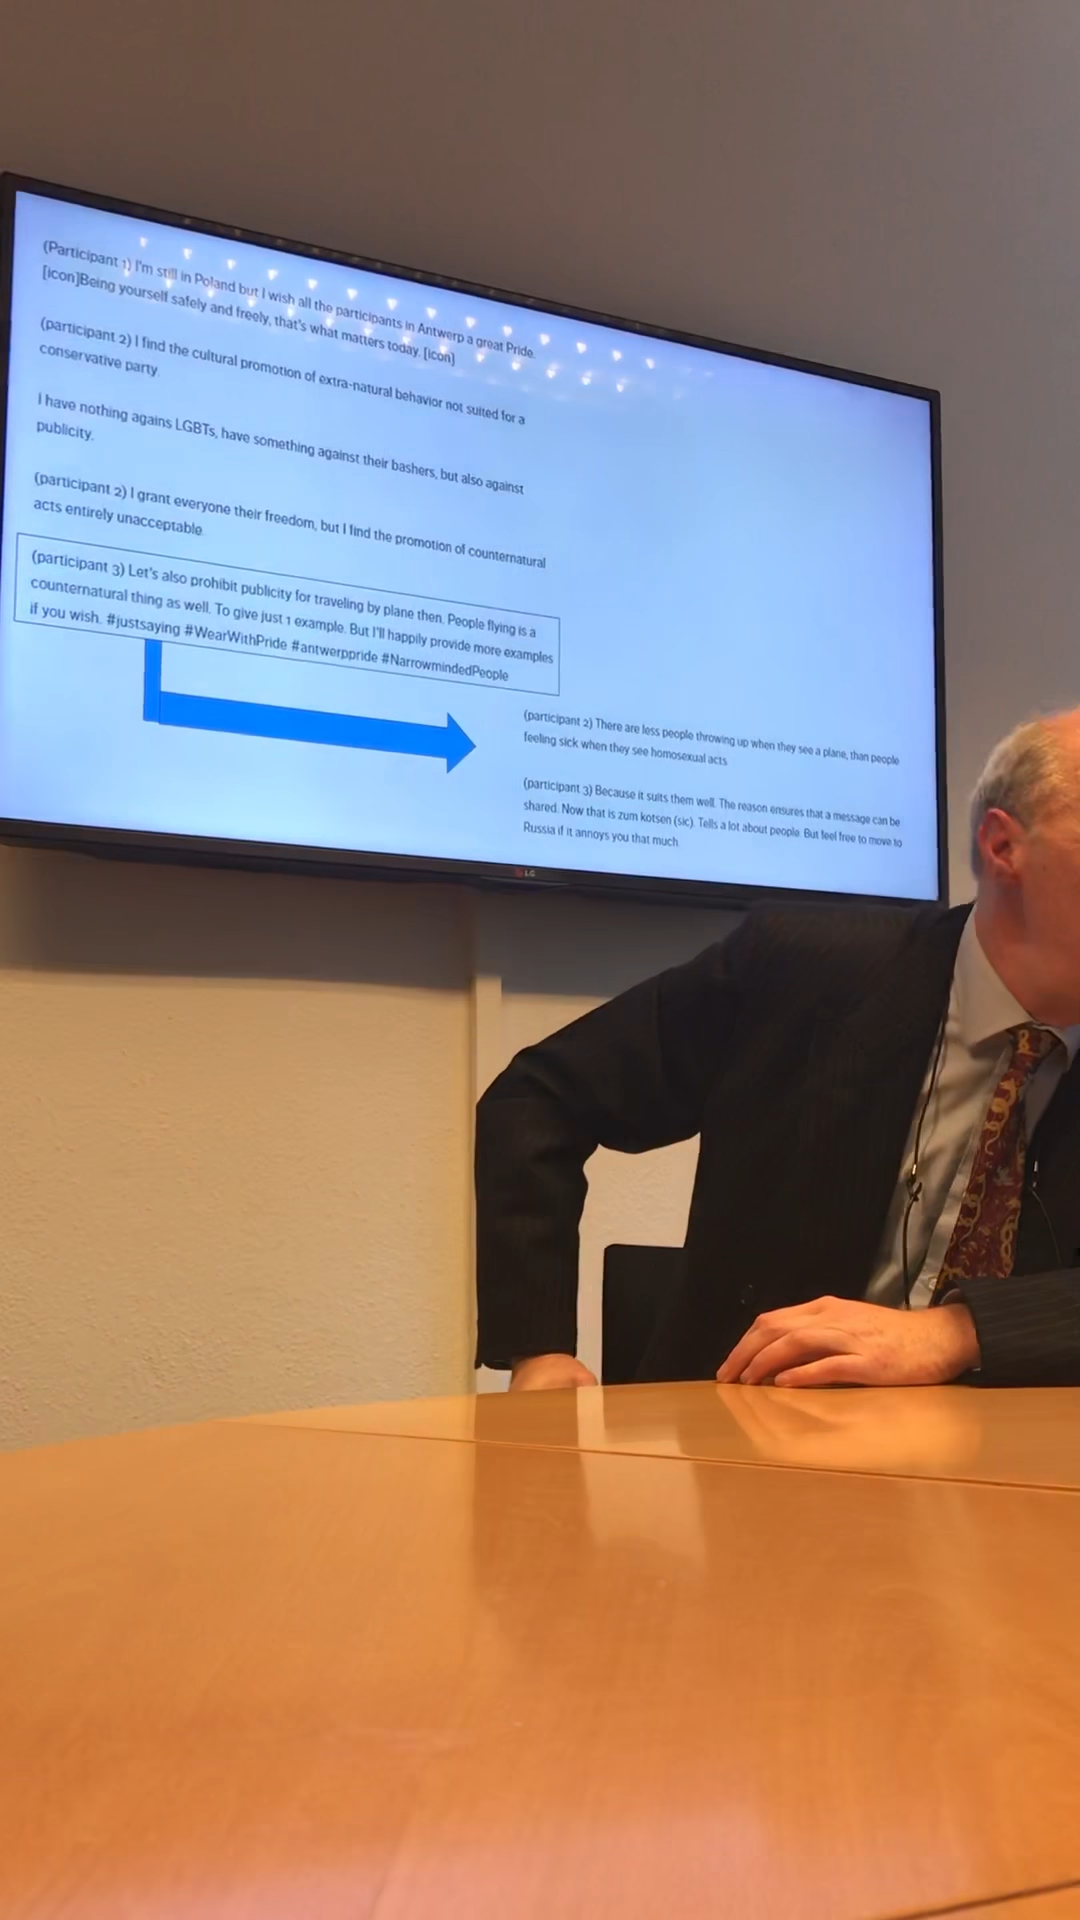 (Participant 1) I'm still in Poland but I wish all the participants in Antwerp a great Pride.
[icon]Being yourself safely and freely, that's what matters today. [icon]
(participant 2) I find the cultural promotion of extra-natural behavior not suited for a
conservative party.
I have nothing agains LGBTs, have something against their bashers, but also against
publicity.
(participant 2) I grant everyone their freedom, but I find the promotion of counternatural
acts entirely unacceptable.
(participant 3) Let's also prohibit publicity for traveling by plane then. People flying is a
counternatural thing as well. To give just 1 example. But I'll happily provide more examples
if you wish. #justsaying #WearWithPride #antwerppride #NarrowmindedPeople
(participant 2) There are less people throwing up when they see a plane, than people
feeling sick when they see homosexual acts.
(participant 3) Because it suits them well. The reason ensures that a message can be
shared. Now that is zum kotsen (sic). Tells a lot about people. But feel free to move to
Russia if it annoys you that much.
LG